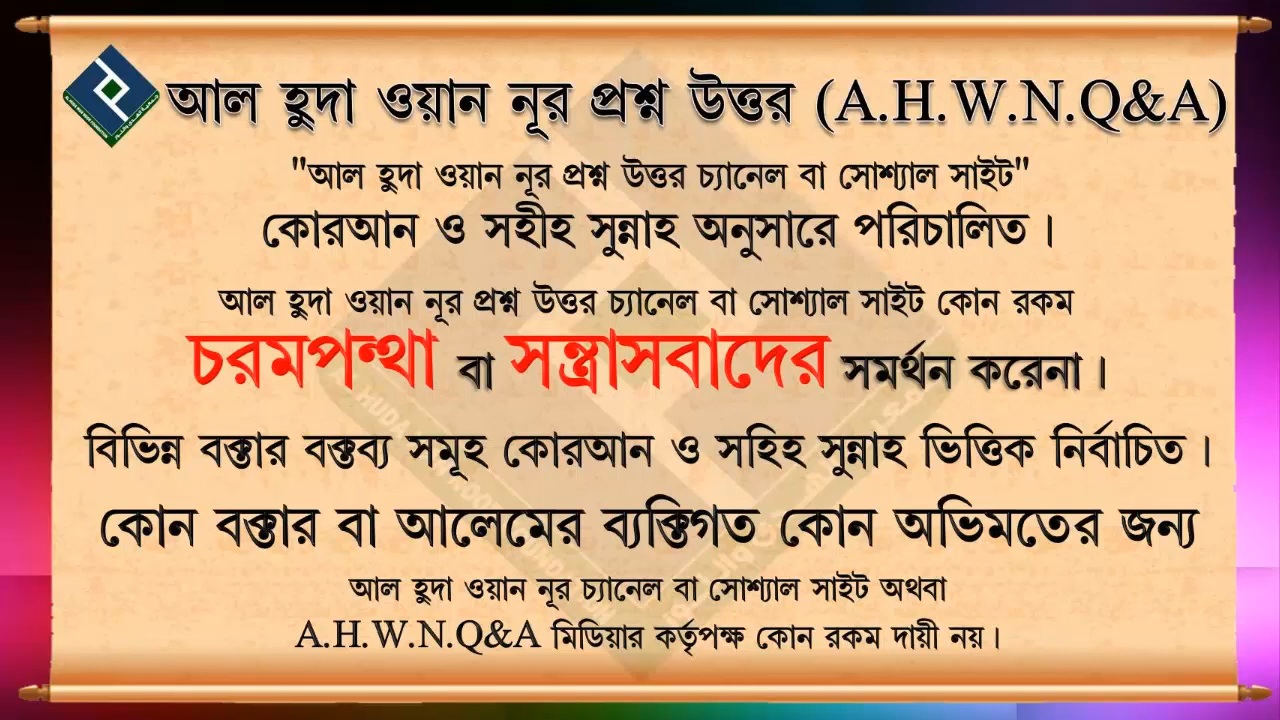 আল হুদা ওয়ান নূর প্রশ্ন উত্তর (A.H.W.N.Q&A)
"আল হুদা ওয়ান নূর প্রশ্ন উত্তর চ্যানেল বা সোশ্যাল সাইট"
কোরআন ও সহীহ সুন্নাহ অনুসারে পরিচালিত।
আল হুদা ওয়ান নূর প্রশ্ন উত্তর চ্যানেল বা সোশ্যাল সাইট কোন রকম
চরমপন্থা বা সন্ত্রাসবাদের সমর্থন করেনা।
বিভিন্ন বক্তার বক্তব্য সমূহ কোরআন ও সহিহ সুন্নাহ ভিত্তিক নির্বাচিত।
কোন বক্তার বা আলেমের ব্যক্তিগত কোন অভিমতের জন্য
আল হুদা ওয়ান নূর চ্যানেল বা সোশ্যাল সাইট অথবা
A.H.W.N.Q&A মিডিয়ার কর্তৃপক্ষ কোন রকম দায়ী নয়।